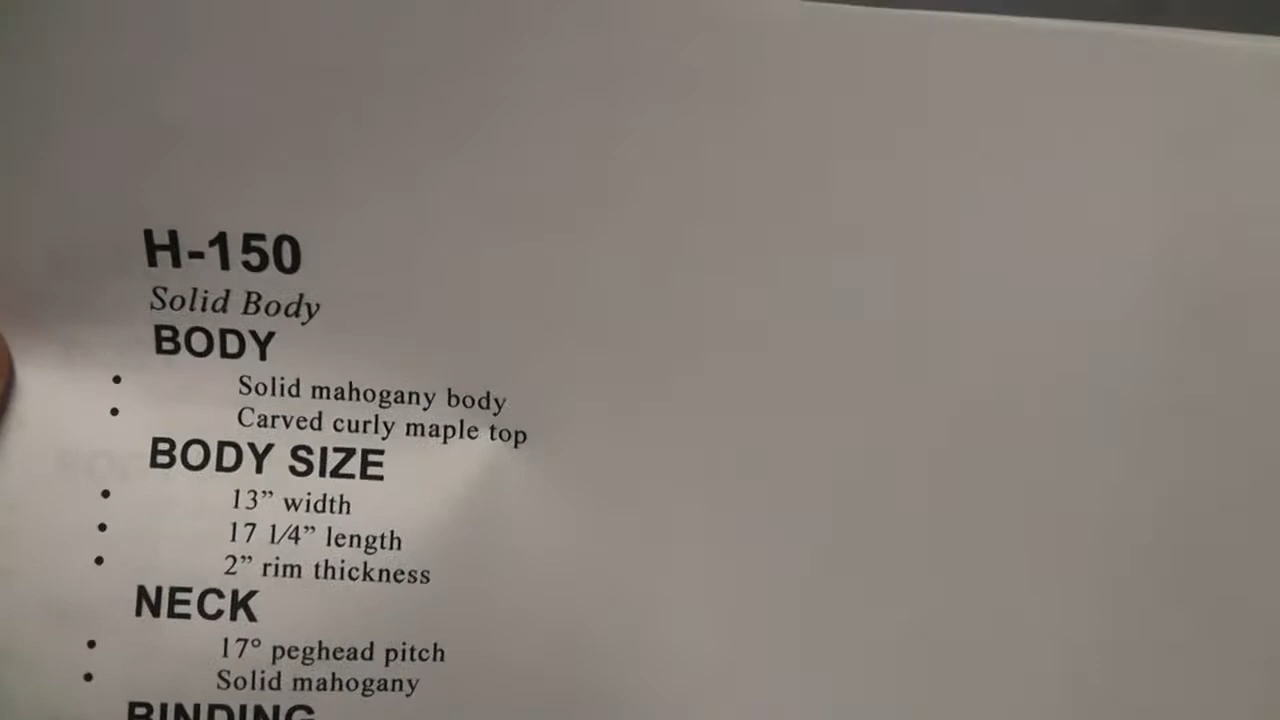 H-150
Solid Body
BODY
• Solid mahogany body
• Carved curly maple top
BODY SIZE
• 13” width
• 17 1/4” length
• 2” rim thickness
NECK
• 17° peghead pitch
• Solid mahogany
BINDING